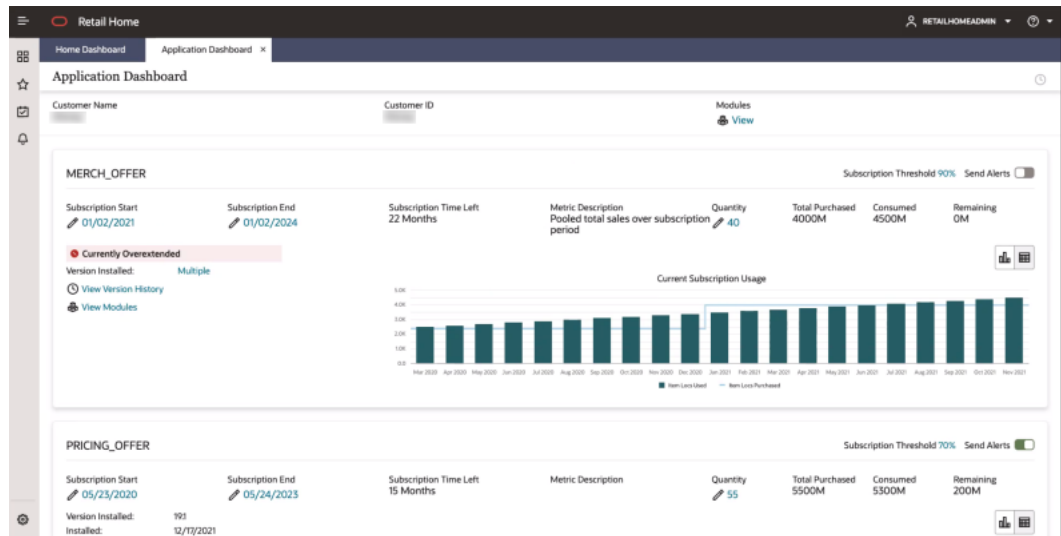 Retail Home
RETAILHOMEADMIN
Home Dashboard
Application Dashboard ×
Application Dashboard
Customer Name
Customer ID
Modules
View
MERCH_OFFER
Subscription Threshold 90% Send Alerts
Subscription Start
01/02/2021
Subscription End
01/02/2024
Subscription Time Left
22 Months
Metric Description
Pooled total sales over subscription
period
Quantity
40
Total Purchased
4000M
Consumed
4500M
Remaining
0M
Currently Overextended
Version Installed: Multiple
View Version History
View Modules
Current Subscription Usage
5.0K
4.0K
3.0K
2.0K
1.0K
0.0
Mar 2020 Apr 2020 May 2020 Jun 2020 Jul 2020 Aug 2020 Sep 2020 Oct 2020 Nov 2020 Dec 2020 Jan 2021 Feb 2021 Mar 2021 Apr 2021 May 2021 Jun 2021 Jul 2021 Aug 2021 Sep 2021 Oct 2021 Nov 2021
Item Locs Used Item Locs Purchased
PRICING_OFFER
Subscription Threshold 70% Send Alerts
Subscription Start
05/23/2020
Subscription End
05/24/2023
Subscription Time Left
15 Months
Metric Description
Quantity
55
Total Purchased
5500M
Consumed
5300M
Remaining
200M
Version Installed: 19.1
Installed: 12/17/2021